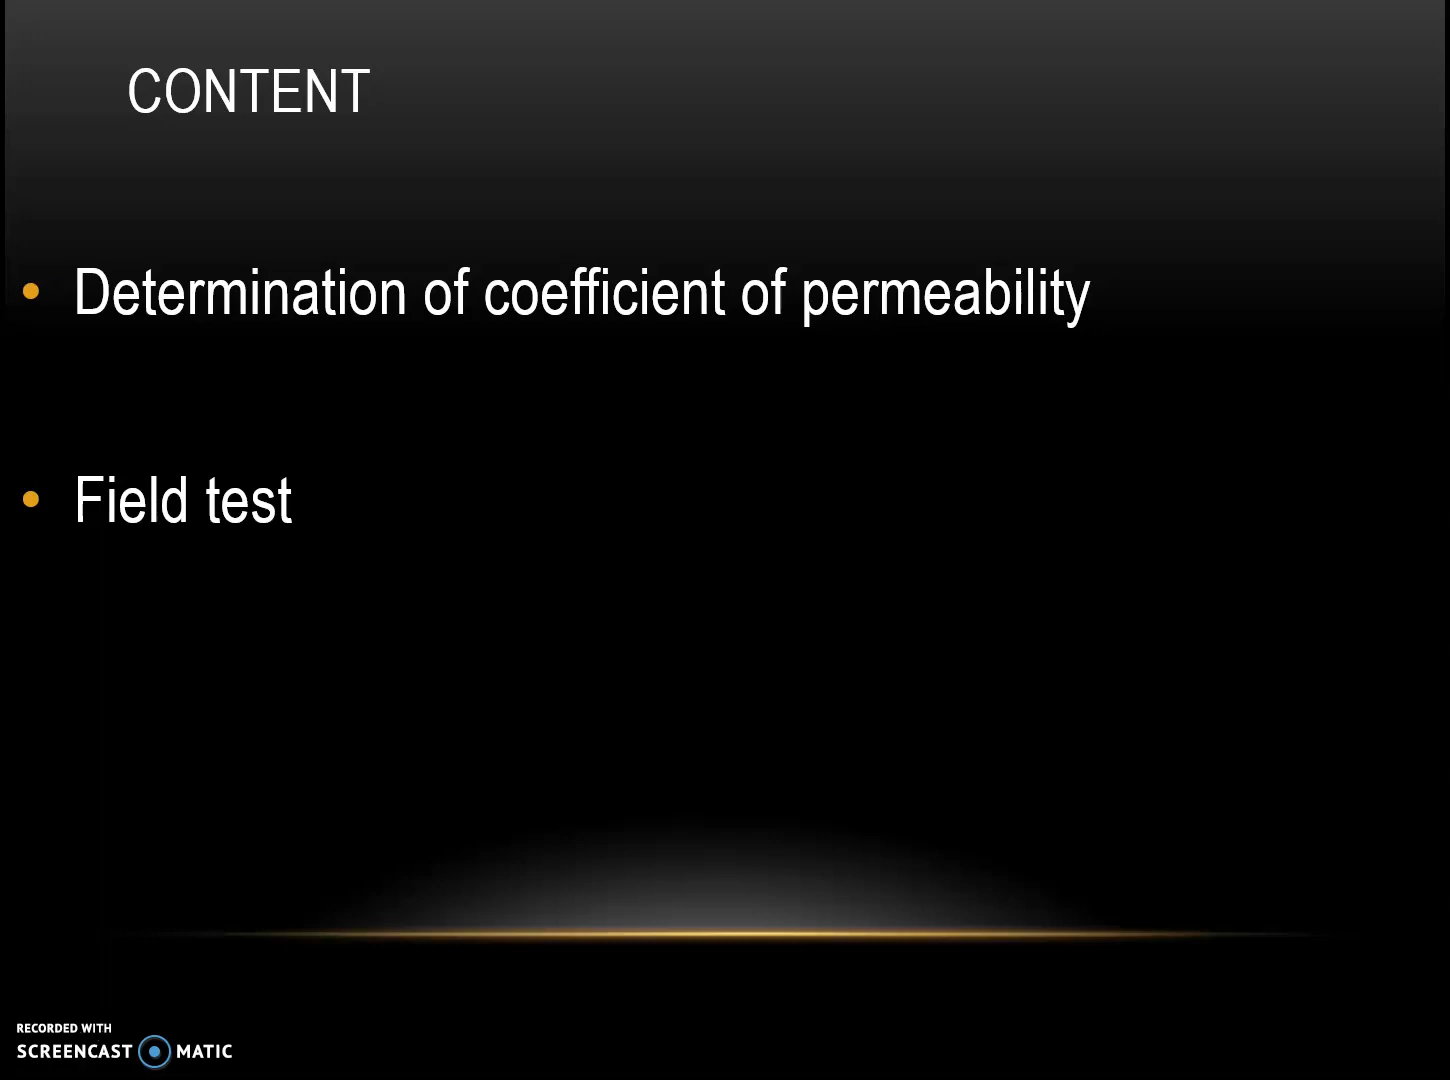 CONTENT
• Determination of coefficient of permeability
• Field test
RECORDED WITH
SCREENCAST MATIC